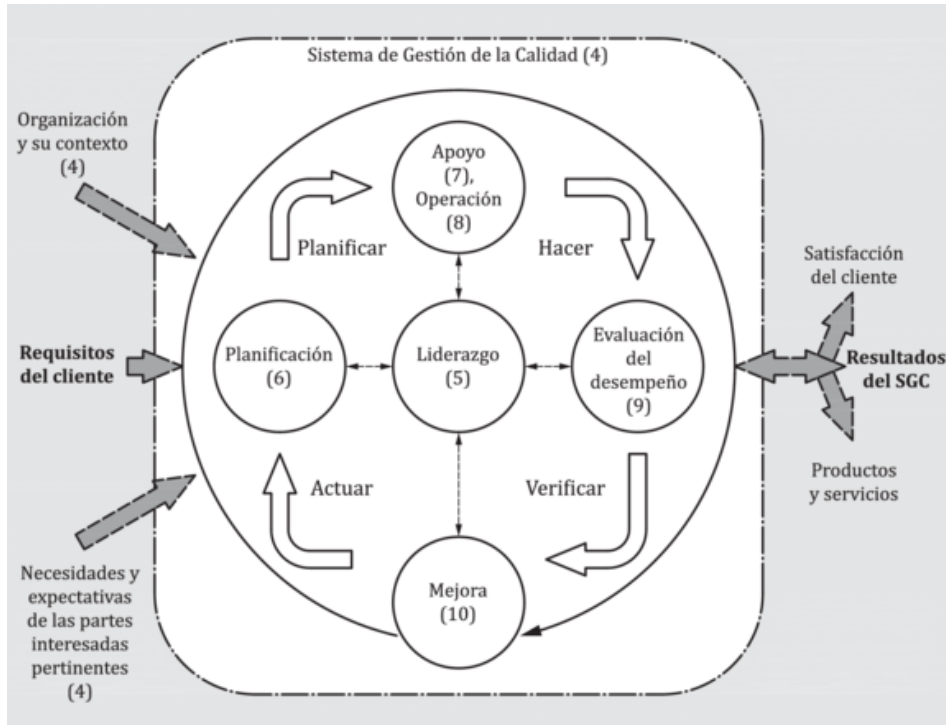 Sistema de Gestión de la Calidad (4)
Organización
y su contexto
(4)
Apoyo
(7),
Operación
(8)
Planificar
Hacer
Satisfacción
del cliente
Requisitos
del cliente
Planificación
(6)
Liderazgo
(5)
Evaluación
del
desempeño
(9)
Resultados
del SGC
Actuar
Verificar
Productos
y servicios
Mejora
(10)
Necesidades y
expectativas
de las partes
interesadas
pertinentes
(4)